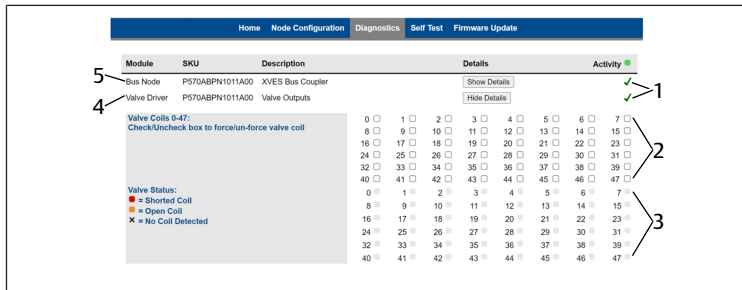 Home Node Configuration Diagnostics Self Test Firmware Update
Module SKU Description Details Activity
5 Bus Node P570ABPN1011A00 XVES Bus Coupler Show Details 1
4 Valve Driver P570ABPN1011A00 Valve Outputs Hide Details
Valve Coils 0-47: 0 1 2 3 4 5 6 7
Check/Uncheck box to force/un-force valve coil 8 9 10 11 12 13 14 15
16 17 18 19 20 21 22 23
2
24 25 26 27 28 29 30 31
32 33 34 35 36 37 38 39
40 41 42 43 44 45 46 47
Valve Status: 0 1 2 3 4 5 6 7
= Shorted Coil
= Open Coil 8 9 10 11 12 13 14 15
X = No Coil Detected 16 17 18 19 20 21 22 23
3
24 25 26 27 28 29 30 31
32 33 34 35 36 37 38 39
40 41 42 43 44 45 46 47